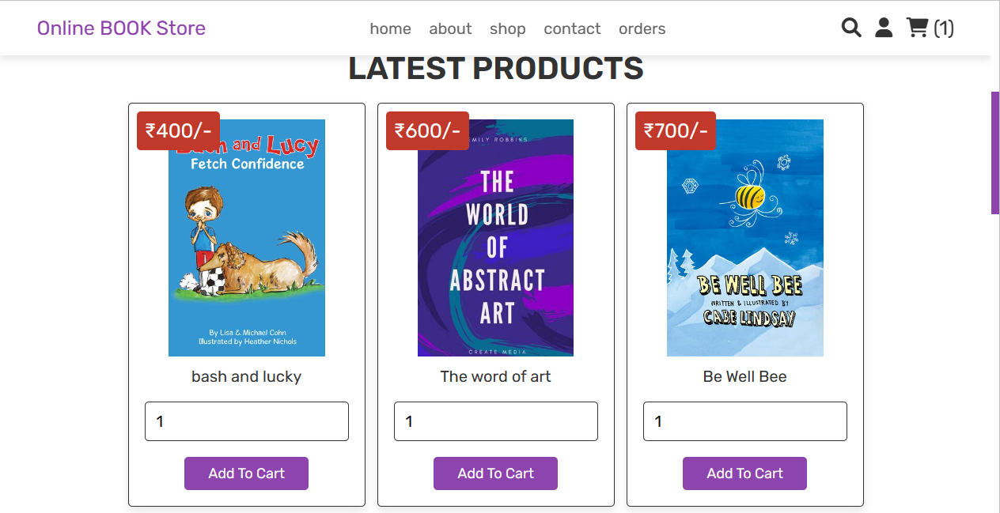 Online BOOK Store
home about shop contact orders
(1)
LATEST PRODUCTS
₹400/-
and Lucy
Fetch Confidence
By Lisa & Michael Cohn
Illustrated by Heather Nichols
bash and lucky
1
Add To Cart
₹600/-
EMILY ROBBINS
THE
WORLD
OF
ABSTRACT
ART
CREATE MEDIA
The word of art
1
Add To Cart
₹700/-
BE WELL BEE
WRITTEN & ILLUSTRATED BY
CABE LINDSAY
Be Well Bee
1
Add To Cart